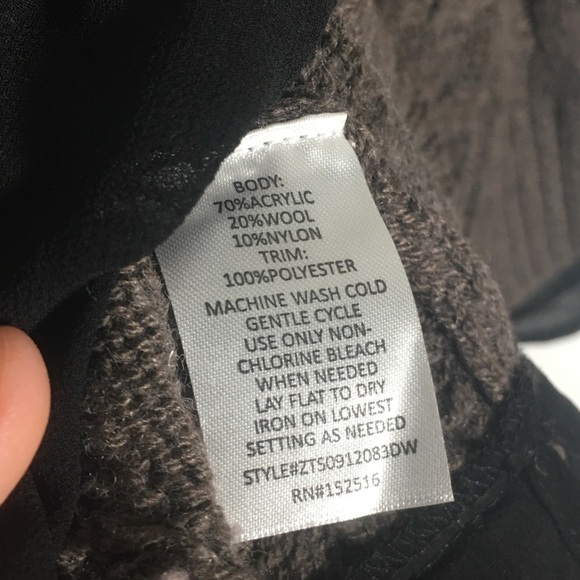 BODY:
70%ACRYLIC
20%WOOL
10%NYLON
TRIM:
100%POLYESTER
MACHINE WASH COLD
GENTLE CYCLE
USE ONLY NON-
CHLORINE BLEACH
WHEN NEEDED
LAY FLAT TO DRY
IRON ON LOWEST
SETTING AS NEEDED
STYLE#ZTS0912083DW
RN#152516